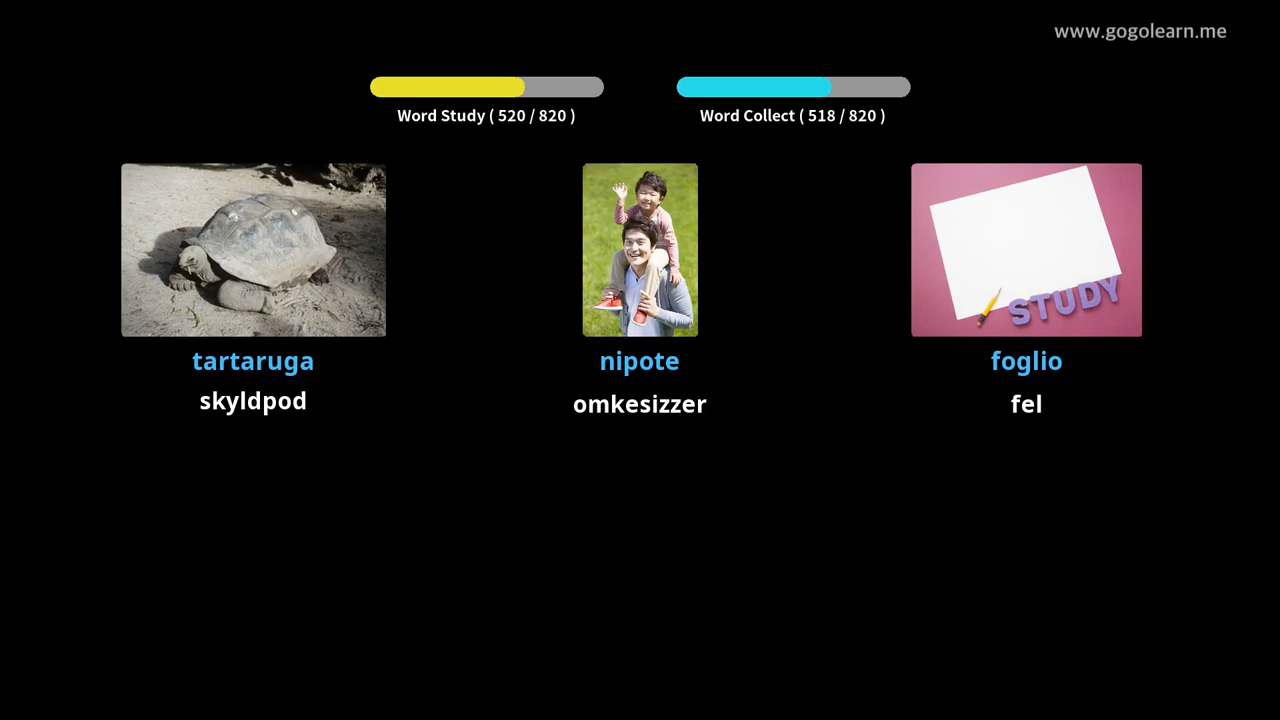 www.gogolearn.me
Word Study ( 520 / 820 )
Word Collect ( 518 / 820 )
STUDY
tartaruga
nipote
foglio
skyldpod
omkesizzer
fel